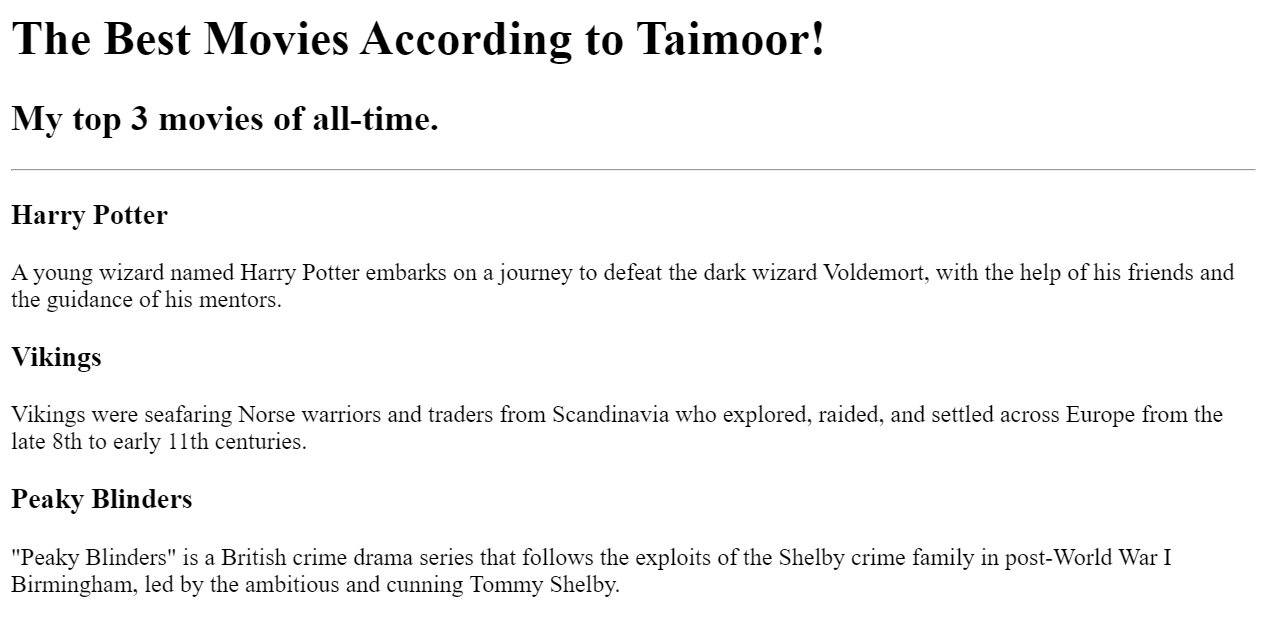 The Best Movies According to Taimoor!
My top 3 movies of all-time.
Harry Potter
A young wizard named Harry Potter embarks on a journey to defeat the dark wizard Voldemort, with the help of his friends and
the guidance of his mentors.
Vikings
Vikings were seafaring Norse warriors and traders from Scandinavia who explored, raided, and settled across Europe from the
late 8th to early 11th centuries.
Peaky Blinders
"Peaky Blinders" is a British crime drama series that follows the exploits of the Shelby crime family in post-World War I
Birmingham, led by the ambitious and cunning Tommy Shelby.